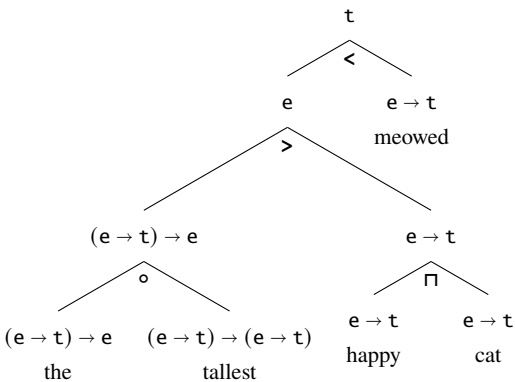 t
<
e e → t
meowed
>
(e → t) → e e → t
∘ ⊓
(e → t) → e (e → t) → (e → t) e → t e → t
the tallest happy cat